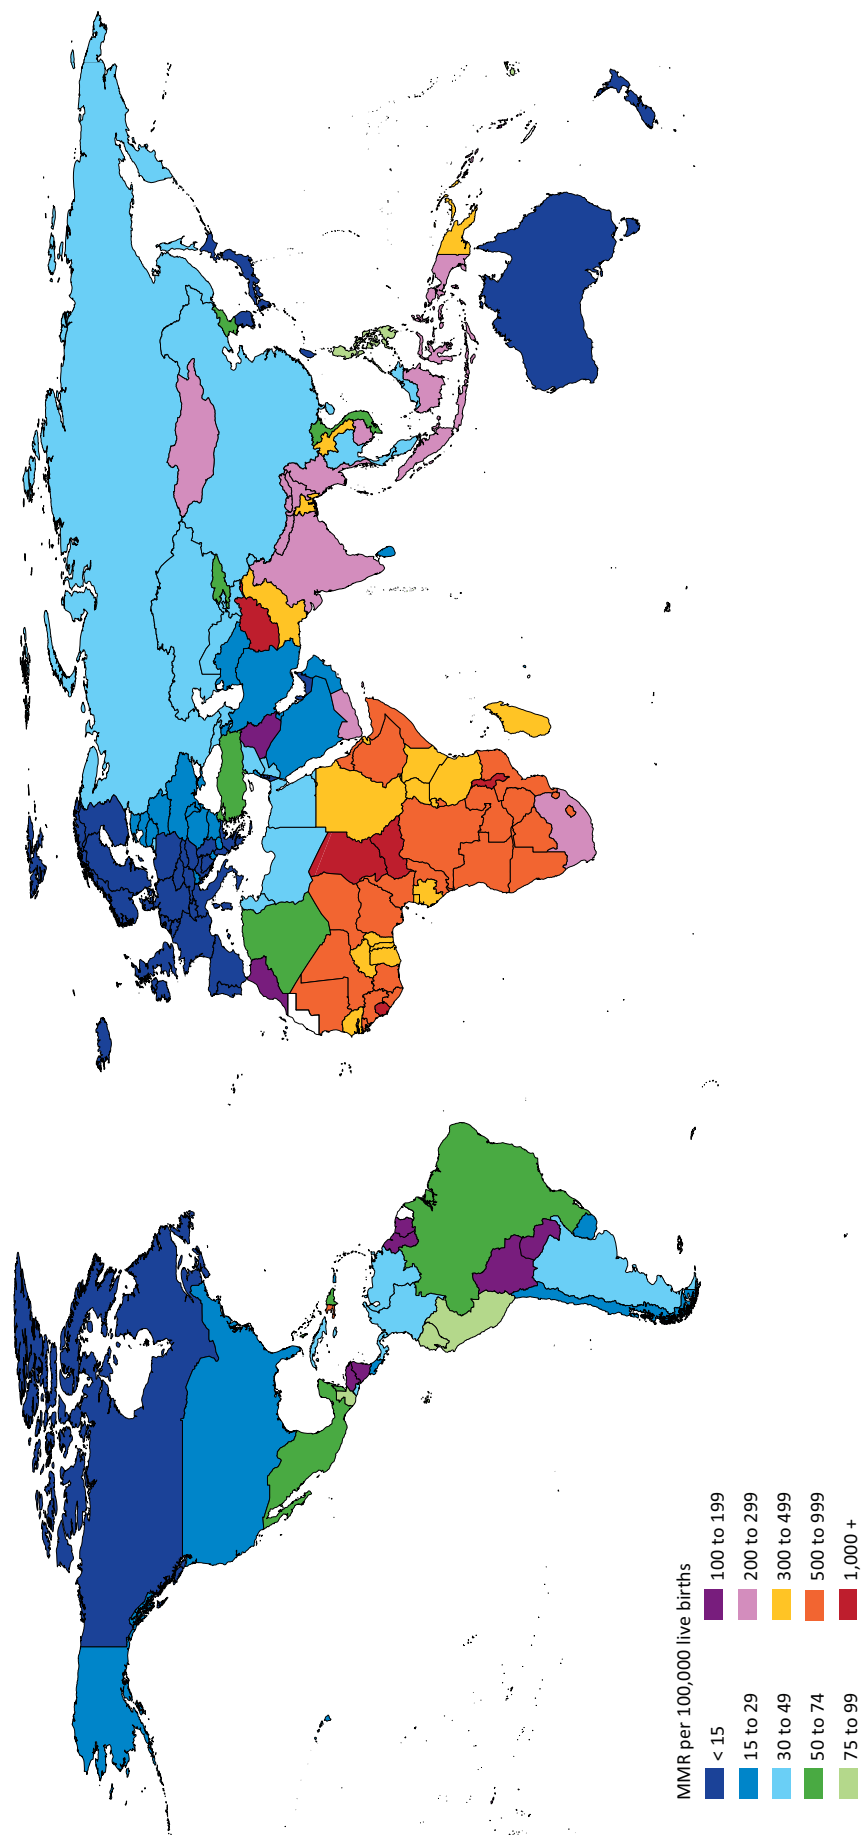 MMR per 100,000 live births
< 15
15 to 29
30 to 49
50 to 74
75 to 99
100 to 199
200 to 299
300 to 499
500 to 999
1,000 +